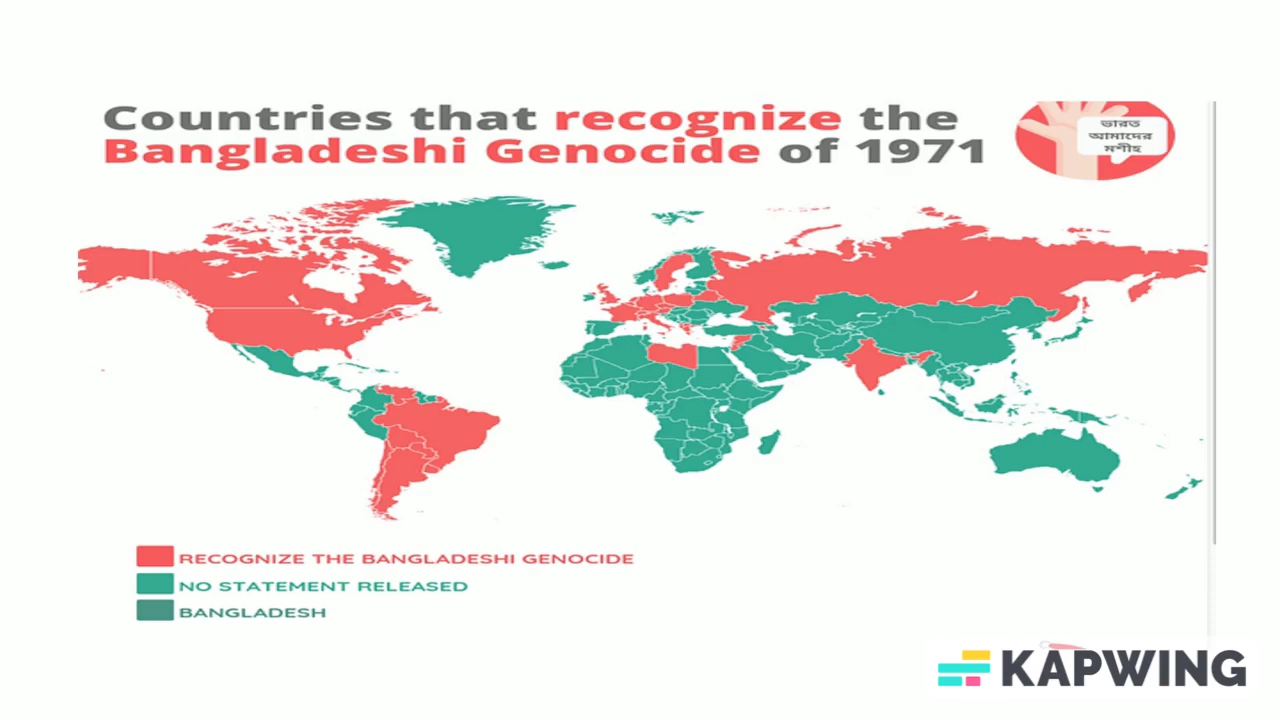 Countries that recognize the
Bangladeshi Genocide of 1971
ভারত
আমাদের
মশীহ
RECOGNIZE THE BANGLADESHI GENOCIDE
NO STATEMENT RELEASED
BANGLADESH
KAPWING